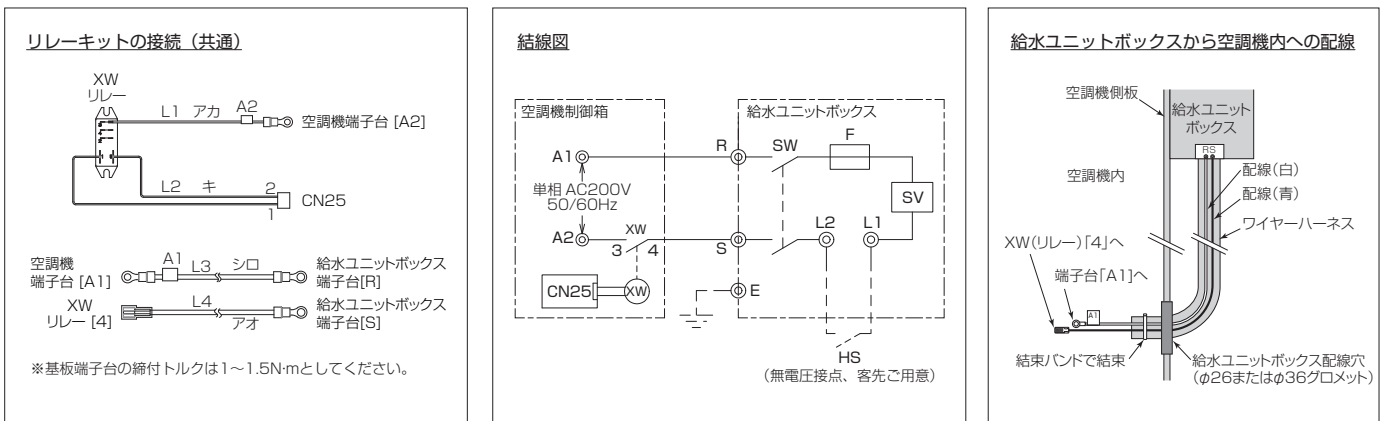 リレーキットの接続（共通）
XW
リレー
L1 アカ A2
空調機端子台 [A2]
L2 キ 2
1
CN25
空調機
端子台 [A1]
A1
L3 シロ
給水ユニットボックス
端子台[R]
XW
リレー [4]
L4
アオ
給水ユニットボックス
端子台[S]
※基板端子台の締付トルクは1〜1.5N·mとしてください。
結線図
空調機制御箱
給水ユニットボックス
A1
R
SW
F
単相 AC200V
50/60Hz
SV
A2
XW
3 4
S
L2
L1
CN25
XW
E
HS
（無電圧接点、客先ご用意）
給水ユニットボックスから空調機内への配線
空調機側板
給水ユニット
ボックス
RS
空調機内
配線（白）
配線（青）
ワイヤーハーネス
XW（リレー）「4」へ
端子台「A1」へ
A1
結束バンドで結束
給水ユニットボックス配線穴
（φ26またはφ36グロメット）